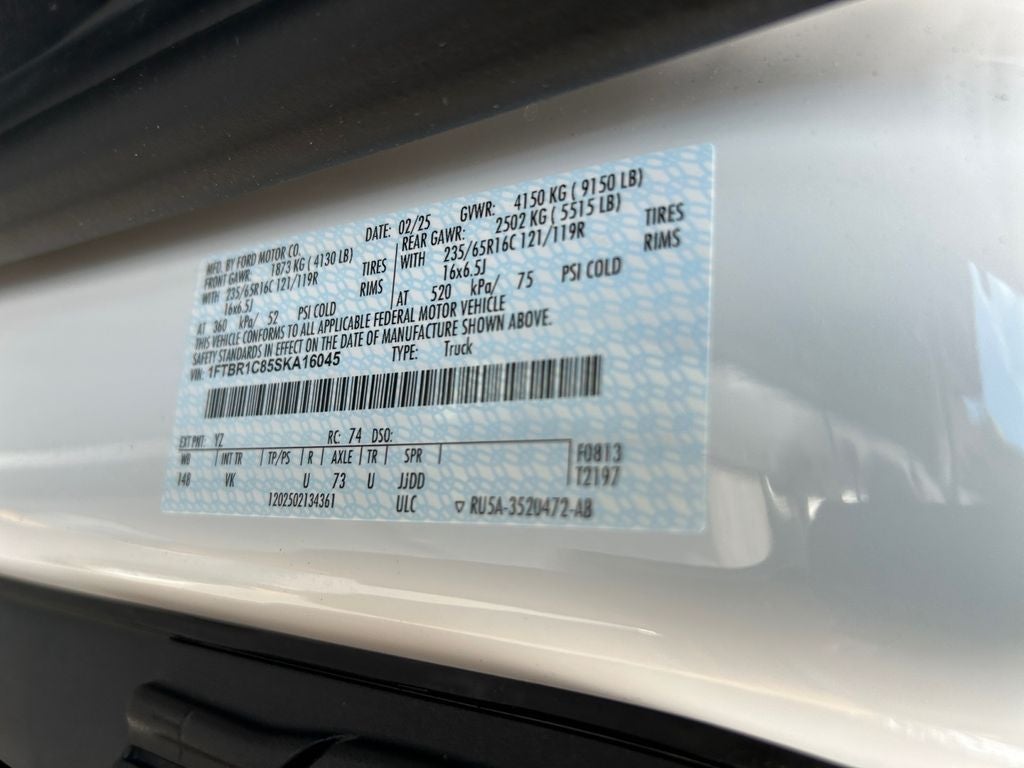 MFD. BY FORD MOTOR CO. DATE: 02/25 GVWR: 4150 KG ( 9150 LB)
FRONT GAWR: 1873 KG ( 4130 LB) REAR GAWR: 2502 KG ( 5515 LB)
WITH 235/65R16C 121/119R TIRES WITH 235/65R16C 121/119R TIRES
16x6.5J RIMS 16x6.5J RIMS
AT 360 kPa/ 52 PSI COLD AT 520 kPa/ 75 PSI COLD
THIS VEHICLE CONFORMS TO ALL APPLICABLE FEDERAL MOTOR VEHICLE
SAFETY STANDARDS IN EFFECT ON THE DATE OF MANUFACTURE SHOWN ABOVE.
VIN: 1FTBR1C85SKA16045 TYPE: Truck
EXT PNT: YZ RC: 74 DSO:
WB INT TR TP/PS R AXLE TR SPR F0813
148 VK U 73 U JJDD T2197
1202502134361 ULC ▽ RU5A-3520472-AB